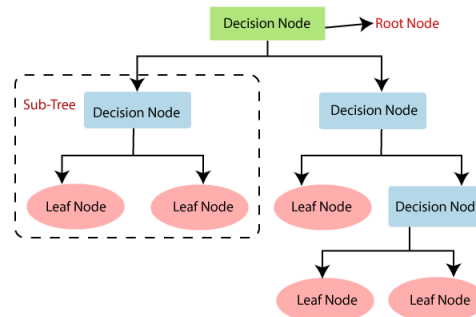 Decision Node
Root Node
Sub-Tree
Decision Node
Decision Node
Leaf Node
Leaf Node
Leaf Node
Decision Nod
Leaf Node
Leaf Node